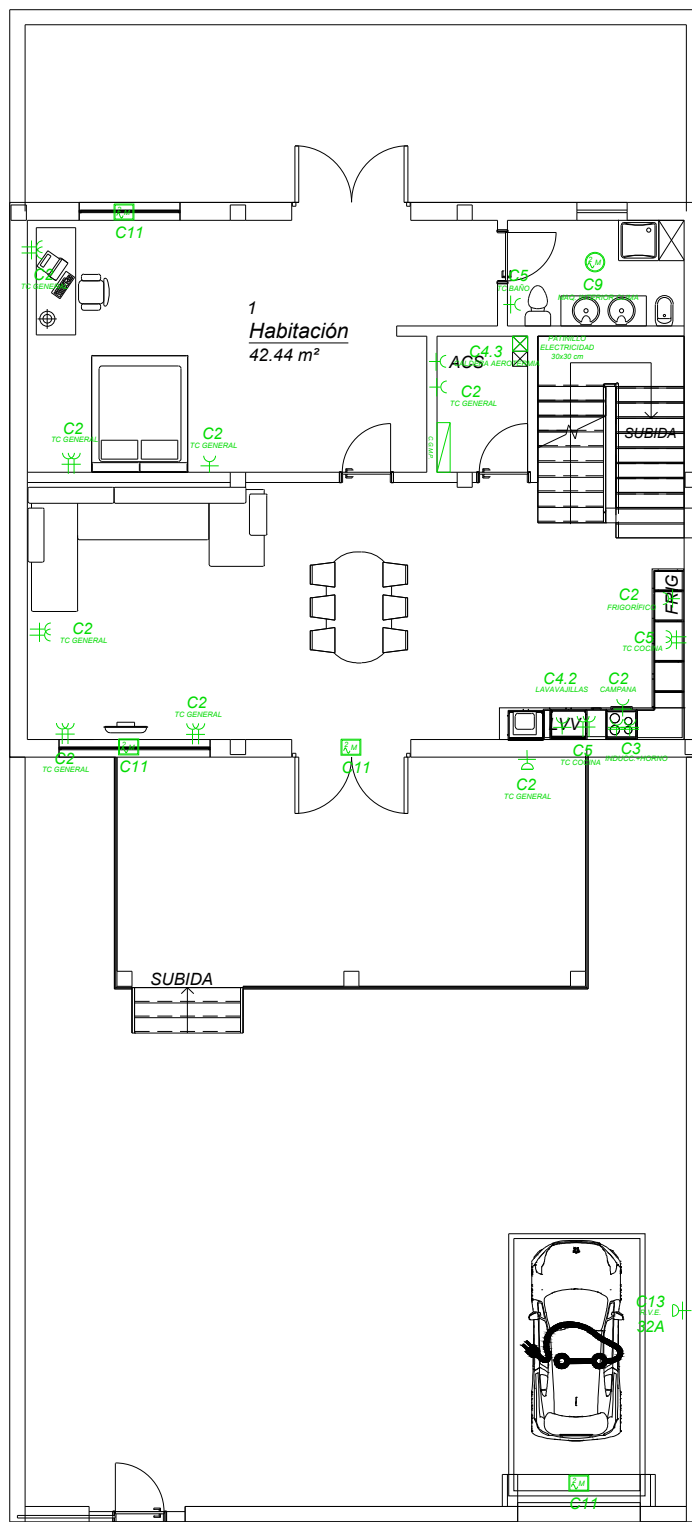 C11
C2
TC GENERAL
1
Habitación
42.44 m²
C5
TC BAÑO
C9
PATINILLO
ELECTRICIDAD
30x30 cm
C4.3
ACS
C2
TC GENERAL
SUBIDA
C2
TC GENERAL
C2
TC GENERAL
FRIG
C2
FRIGORÍFICO
C2
TC GENERAL
C5
TC COCINA
C4.2
LAVAVAJILLAS
C2
CAMPANA
C2
TC GENERAL
LVV
C2
TC GENERAL
C11
C11
C5
TC COCINA
C3
C2
TC GENERAL
SUBIDA
C13
R.V.E.
32A
C11